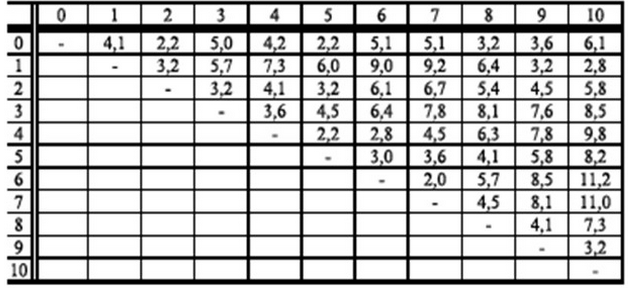 0 1 2 3 4 5 6 7 8 9 10
0 - 4,1 2,2 5,0 4,2 2,2 5,1 5,1 3,2 3,6 6,1
1 - 3,2 5,7 7,3 6,0 9,0 9,2 6,4 3,2 2,8
2 - 3,2 4,1 3,2 6,1 6,7 5,4 4,5 5,8
3 - 3,6 4,5 6,4 7,8 8,1 7,6 8,5
4 - 2,2 2,8 4,5 6,3 7,8 9,8
5 - 3,0 3,6 4,1 5,8 8,2
6 - 2,0 5,7 8,5 11,2
7 - 4,5 8,1 11,0
8 - 4,1 7,3
9 - 3,2
10 -